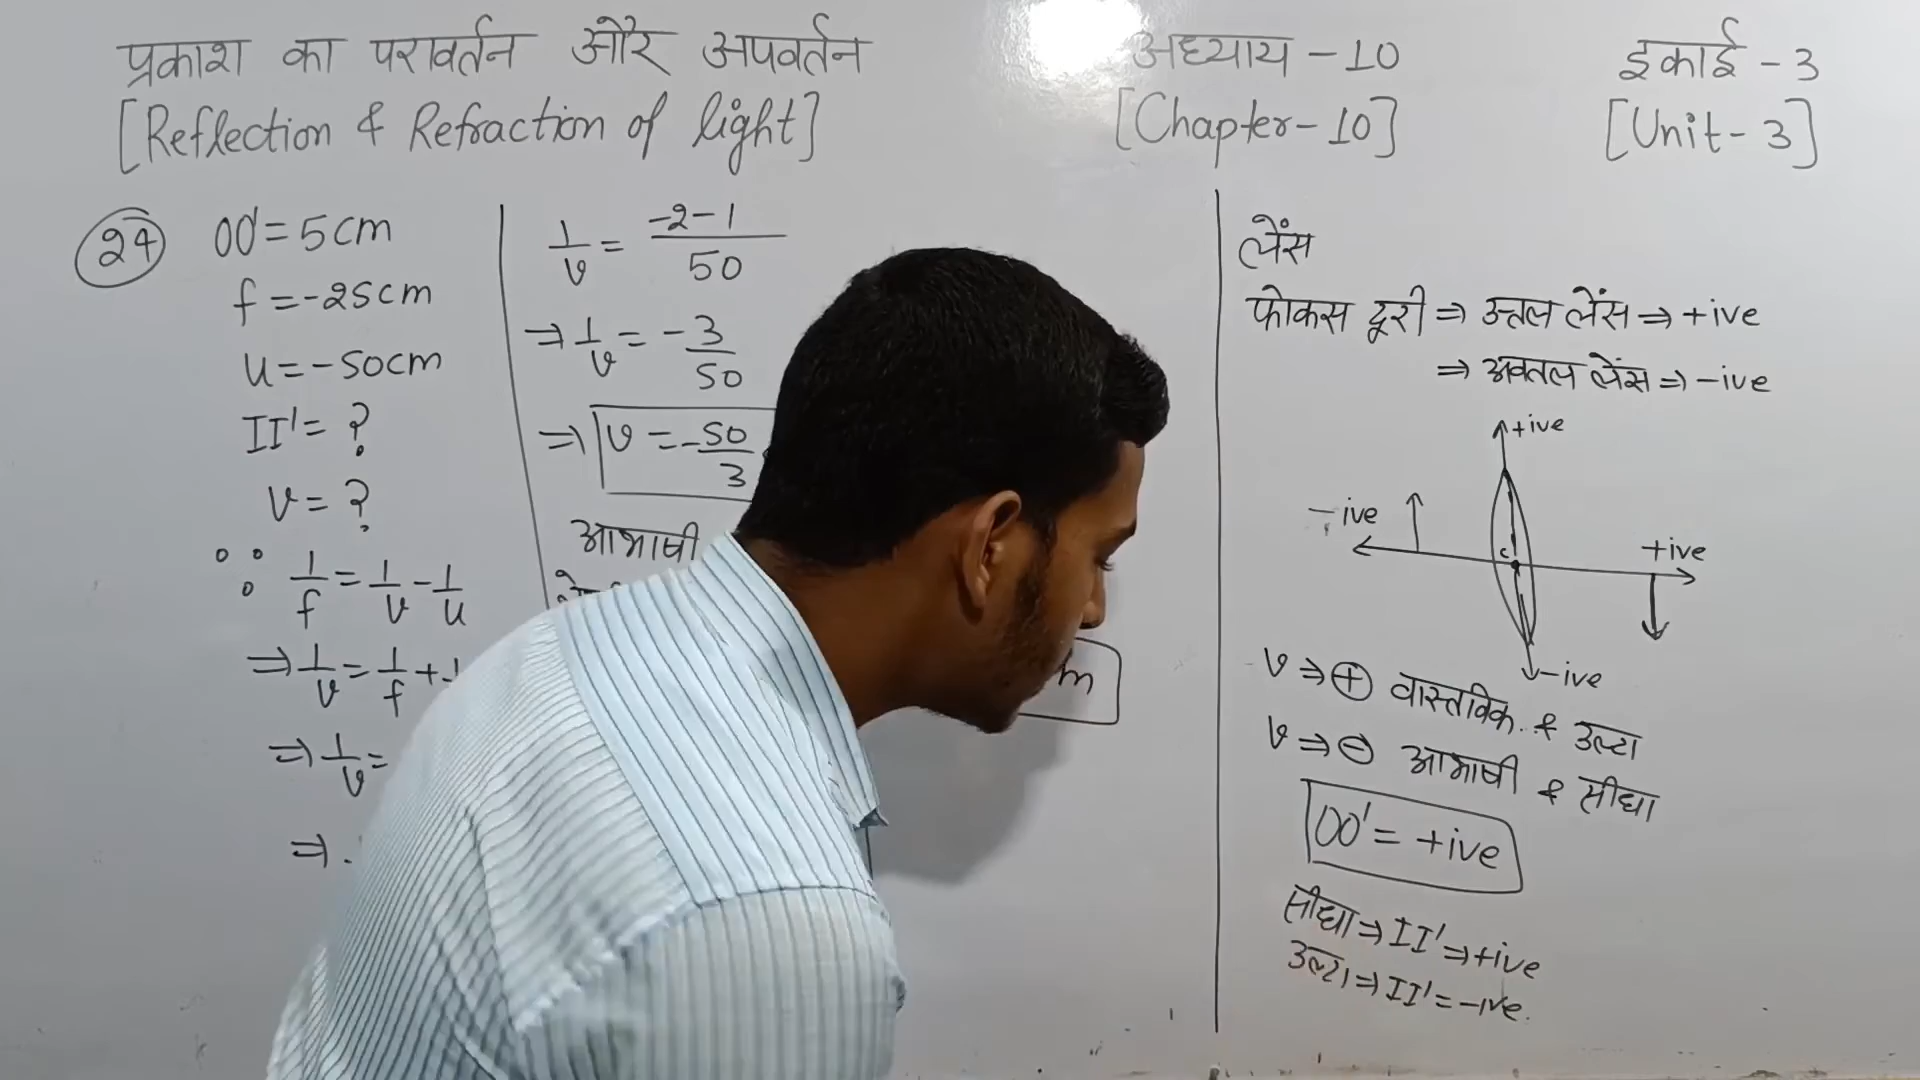 प्रकाश का परावर्तन और अपवर्तन
[Reflection & Refraction of light]
अध्याय - 10
[Chapter-10]
इकाई - 3
[Unit-3]
24
OO' = 5cm
f = -25cm
u = -50cm
II' = ?
v = ?
∵ 1/f = 1/v - 1/u
⇒ 1/v = 1/f +
⇒ 1/v =
⇒
1/v = -2-1/50
⇒ 1/v = -3/50
⇒ v = -50/3
आभाषी
m
लेंस
फोकस दूरी ⇒ उत्तल लेंस ⇒ +ive
⇒ अवतल लेंस ⇒ -ive
+ive
-ive
c
+ive
-ive
v ⇒ ⊕ वास्तविक & उल्टा
v ⇒ ⊖ आभाषी & सीधा
OO' = +ive
सीधा ⇒ II' ⇒ +ive
उल्टा ⇒ II' = -ive.